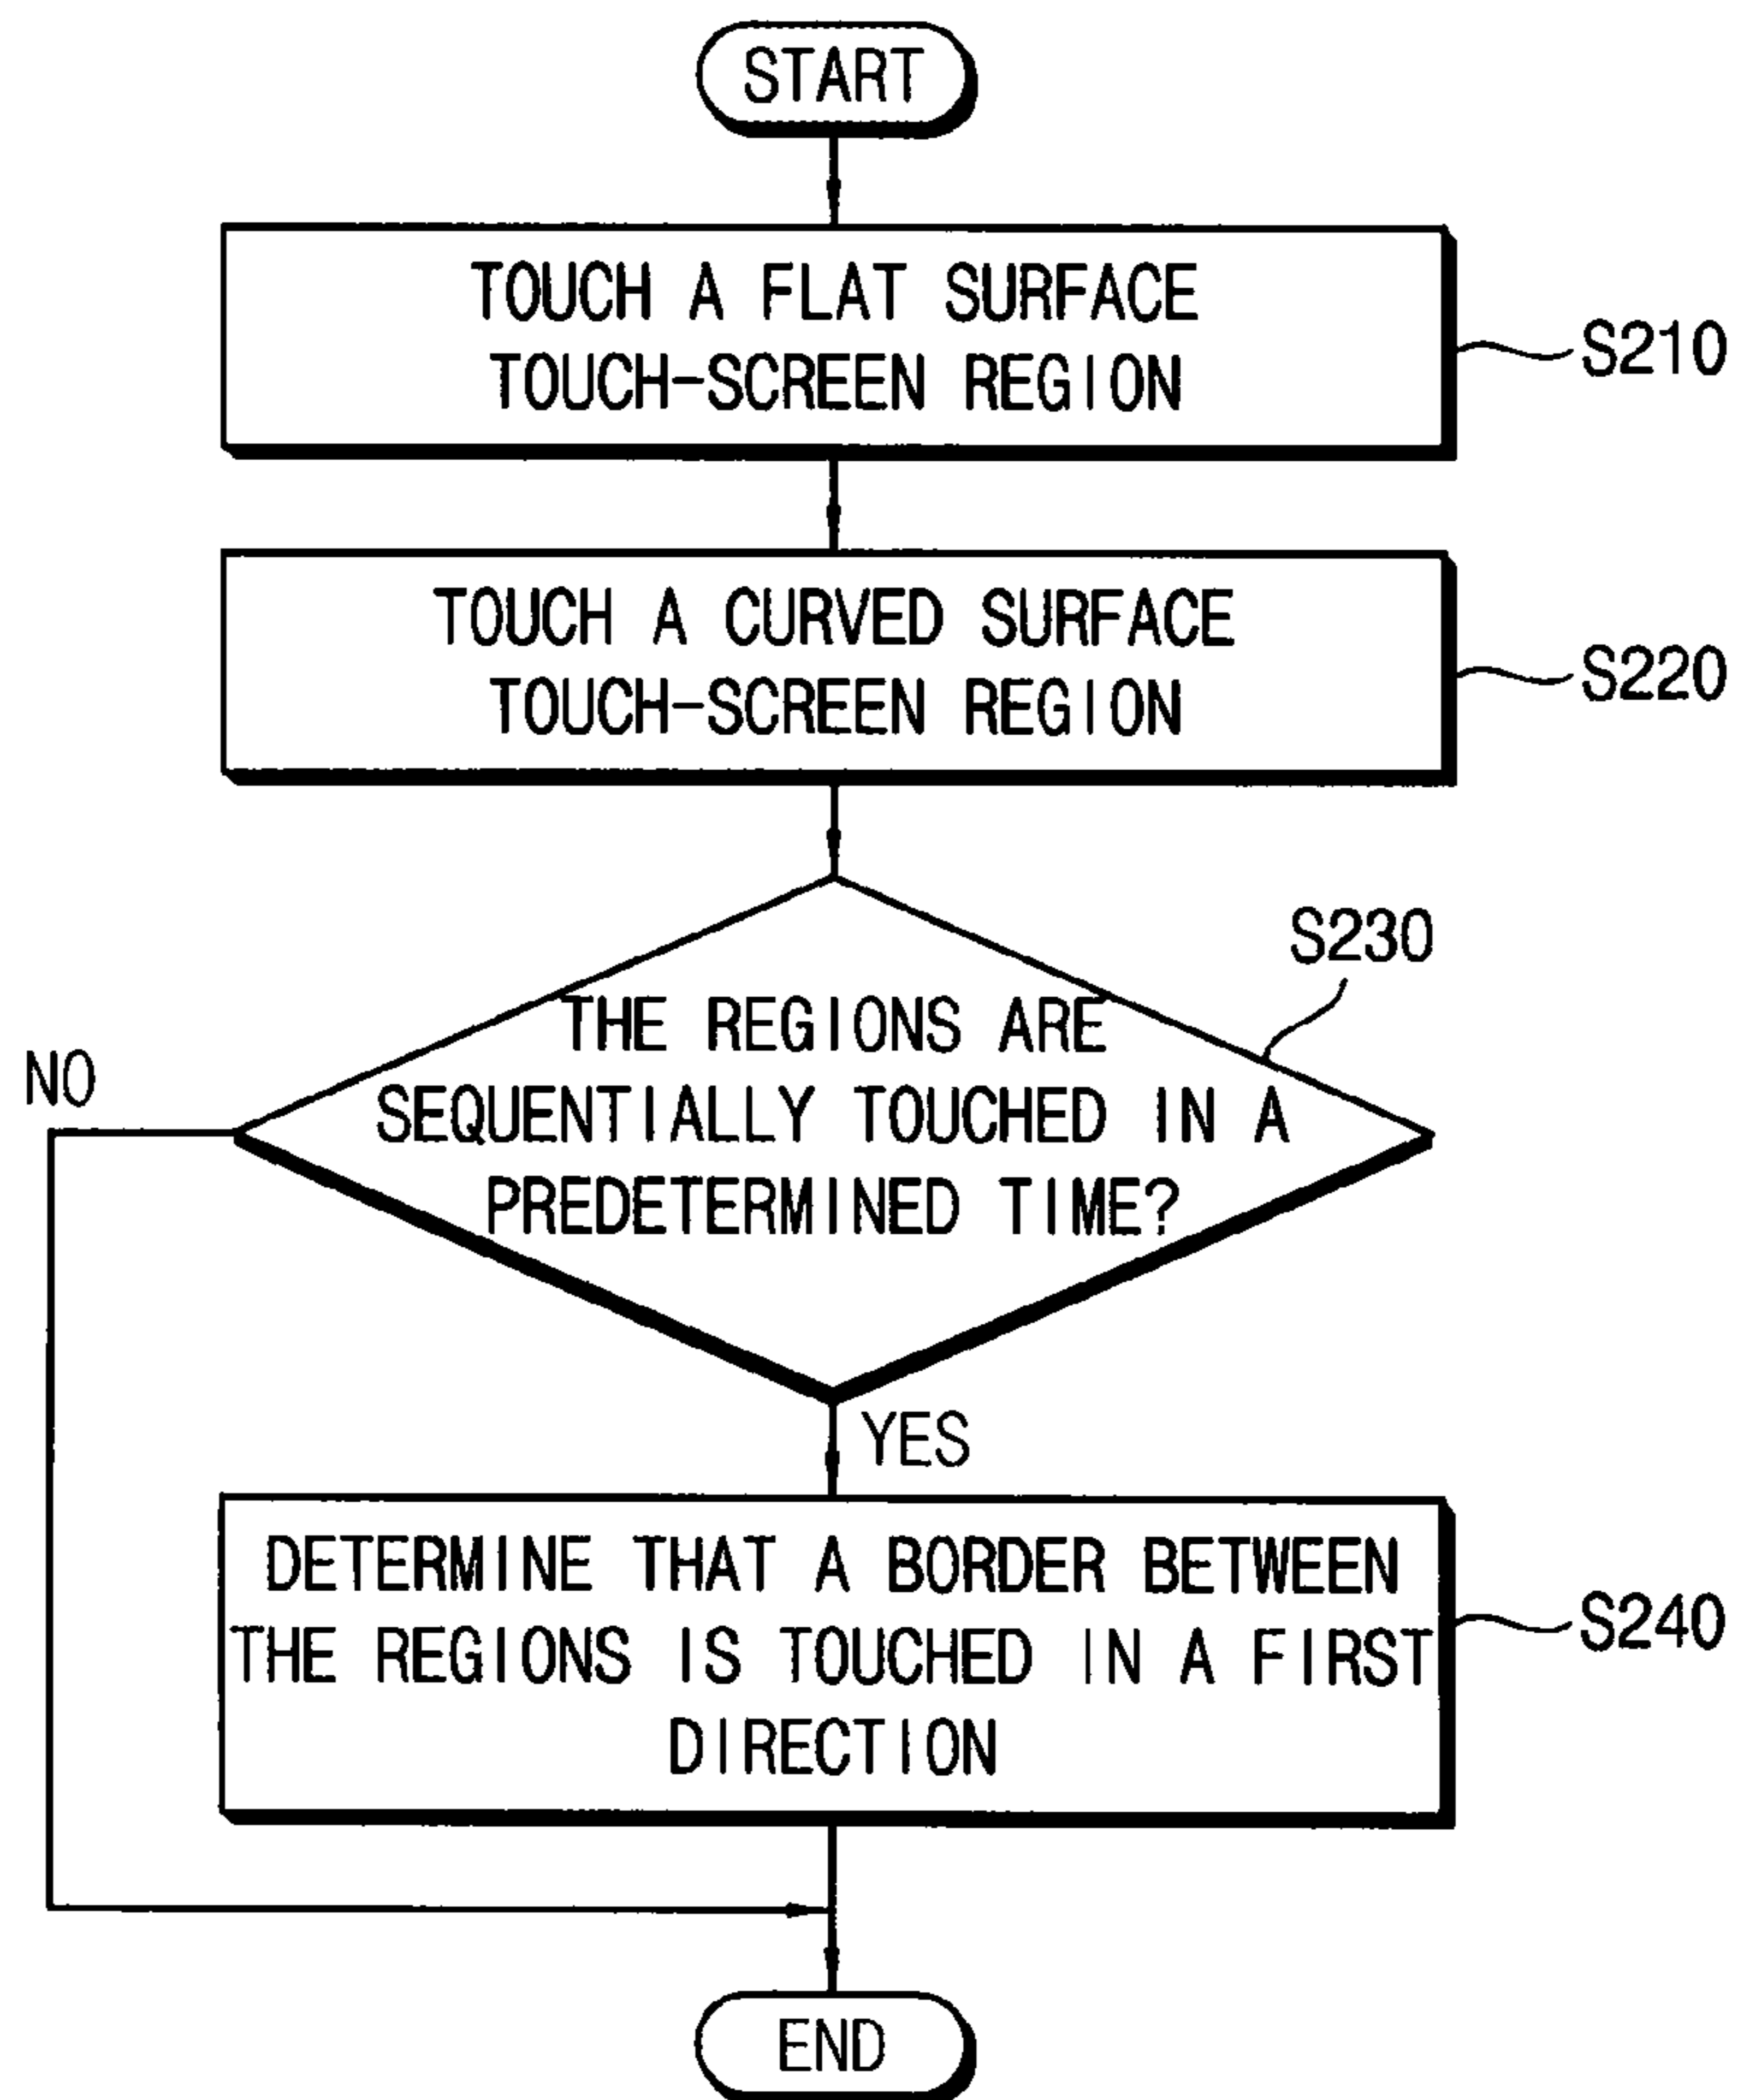 START
TOUCH A FLAT SURFACE
TOUCH-SCREEN REGION
S210
TOUCH A CURVED SURFACE
TOUCH-SCREEN REGION
S220
S230
THE REGIONS ARE
SEQUENTIALLY TOUCHED IN A
PREDETERMINED TIME?
NO
YES
DETERMINE THAT A BORDER BETWEEN
THE REGIONS IS TOUCHED IN A FIRST
DIRECTION
S240
END